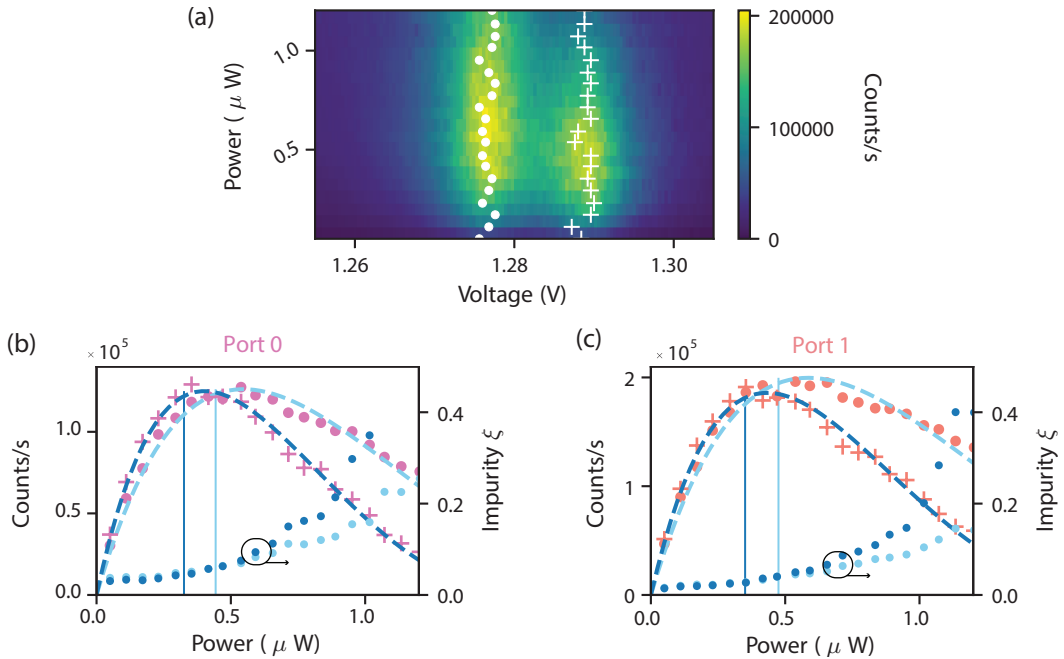 (a)
Power ( μ W)
1.0
0.5
1.26
1.28
1.30
Voltage (V)
200000
100000
0
Counts/s
(b)
× 10⁵
Port 0
1.0
0.5
0.0
Counts/s
0.4
0.2
0.0
Impurity ξ
0.0
0.5
1.0
Power ( μ W)
(c)
× 10⁵
Port 1
2
1
0
Counts/s
0.4
0.2
0.0
Impurity ξ
0.0
0.5
1.0
Power ( μ W)